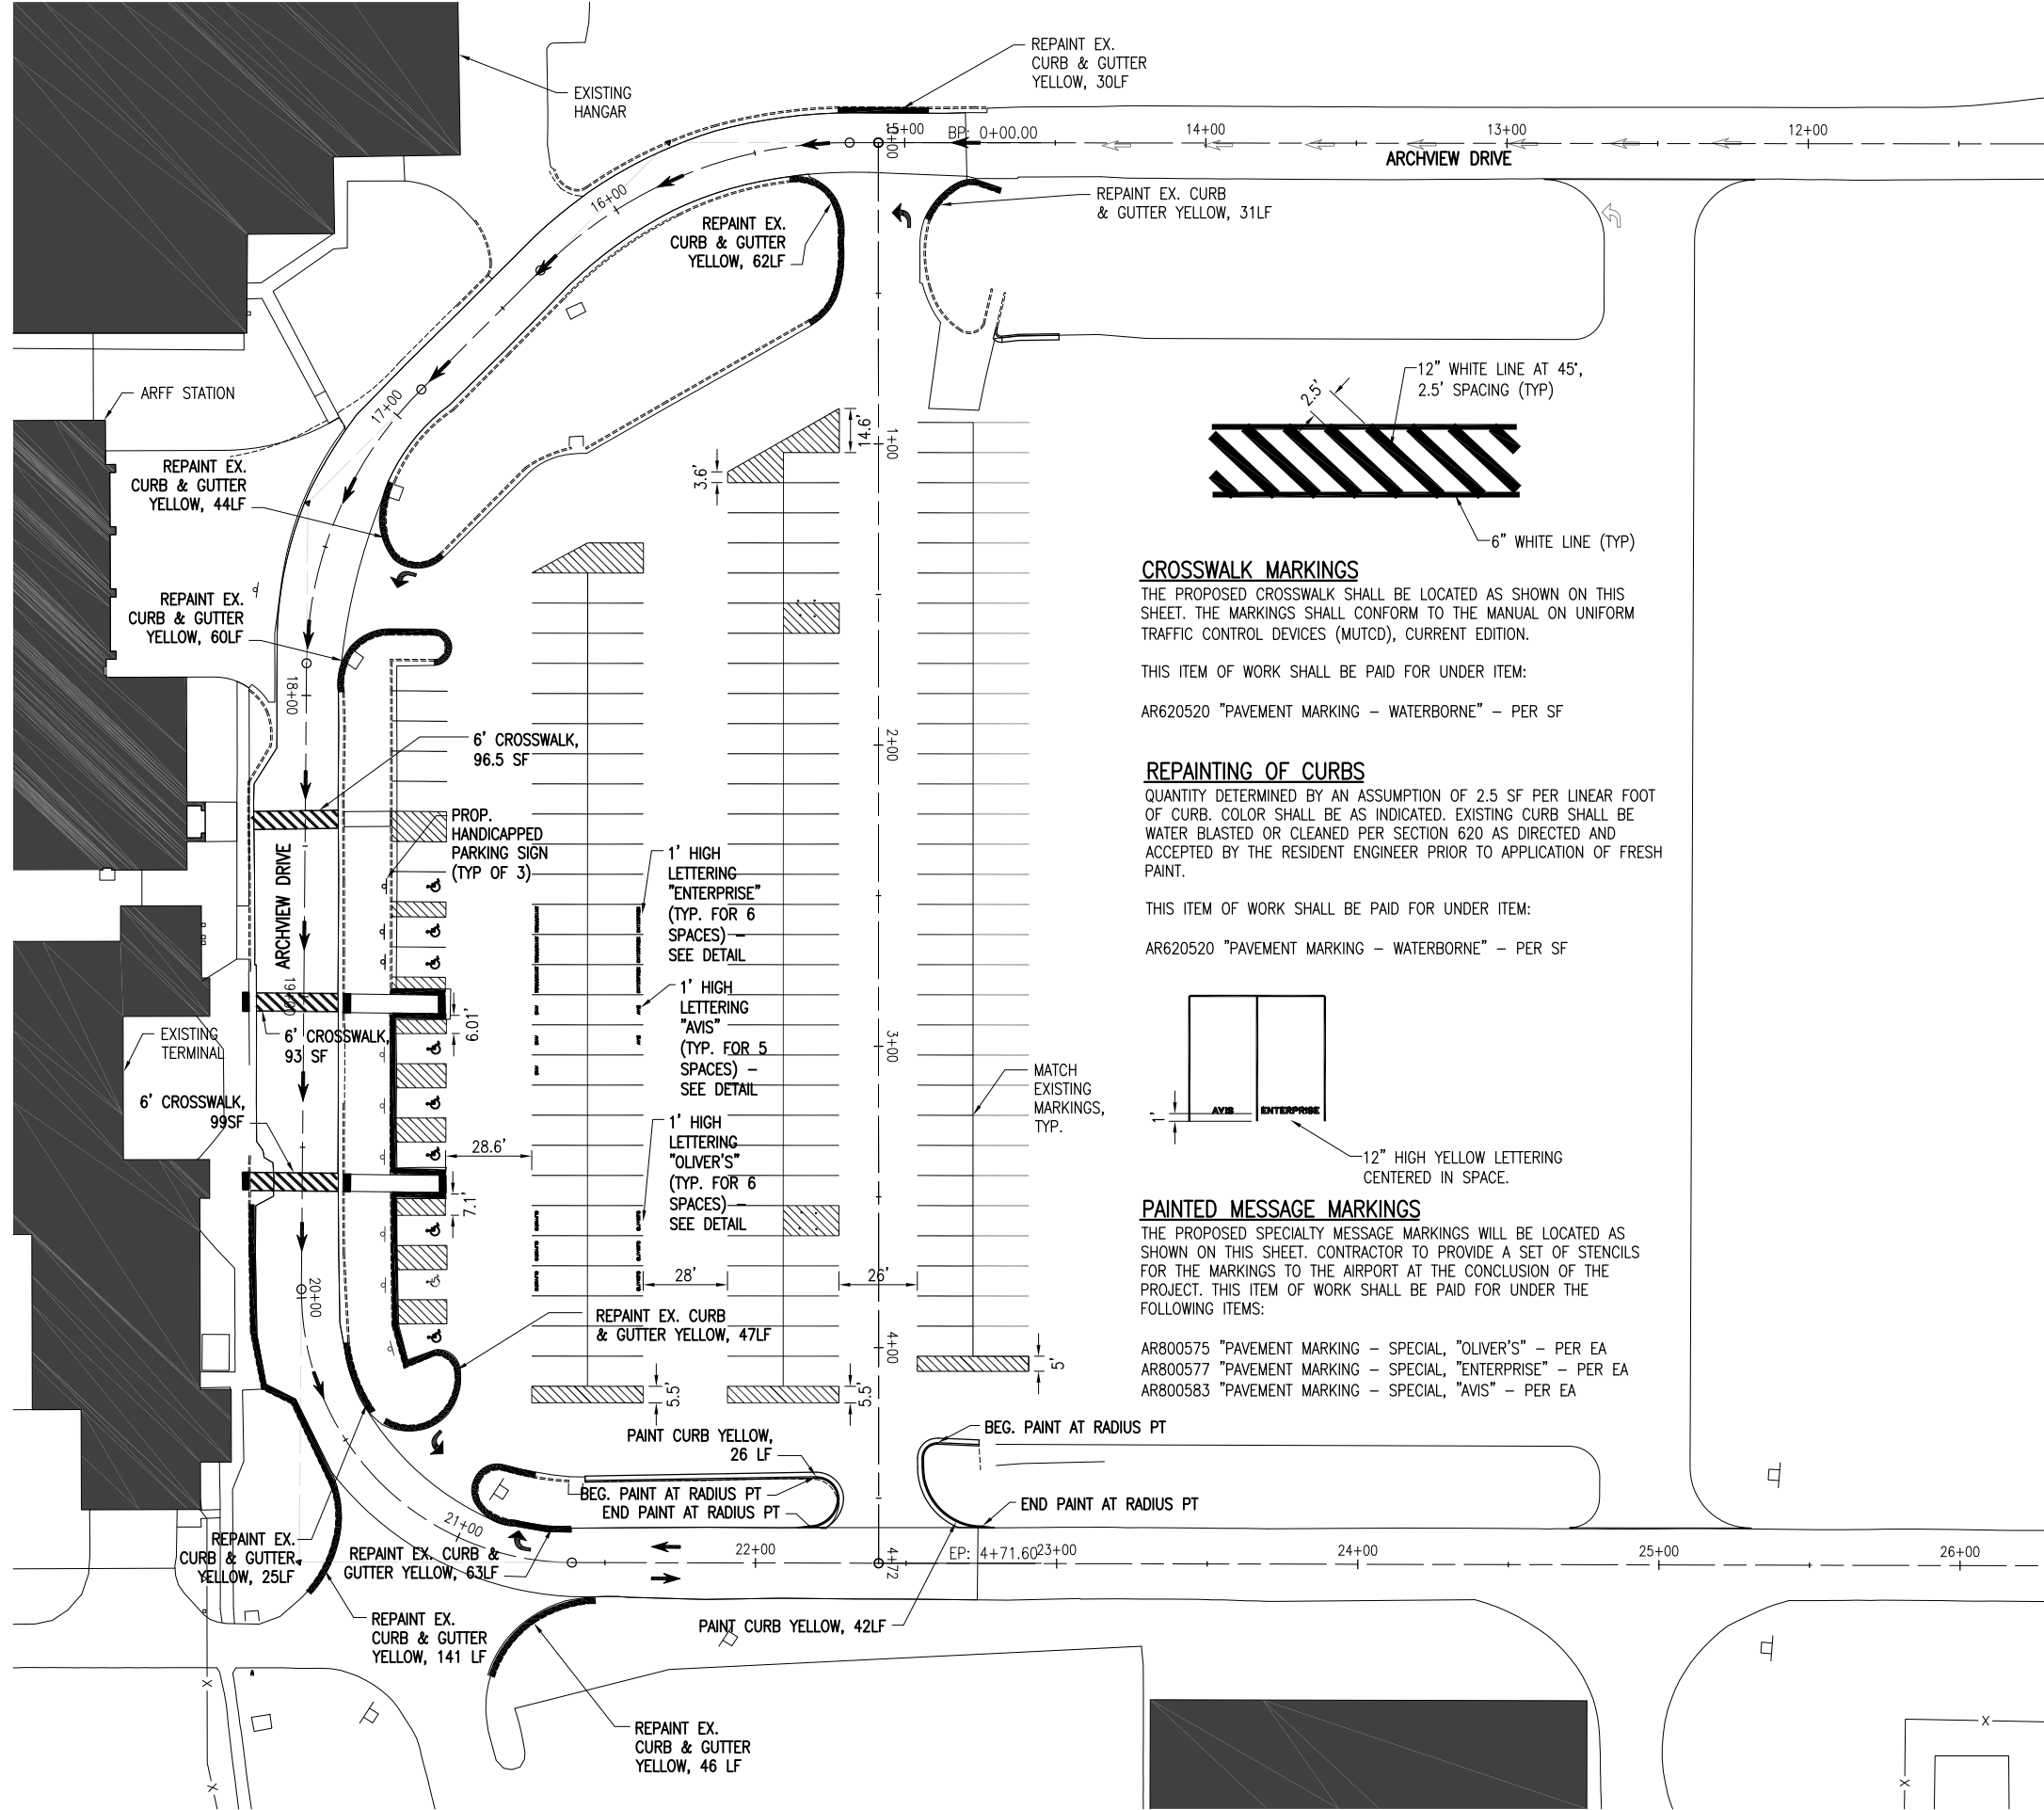 REPAINT EX.
CURB & GUTTER
YELLOW, 30LF
EXISTING
HANGAR
15+00
0+00
BP: 0+00.00
14+00
13+00
12+00
ARCHVIEW DRIVE
16+00
REPAINT EX.
CURB & GUTTER
YELLOW, 62LF
REPAINT EX. CURB
& GUTTER YELLOW, 31LF
ARFF STATION
17+00
12" WHITE LINE AT 45°,
2.5' SPACING (TYP)
2.5'
6" WHITE LINE (TYP)
14.6'
1+00
3.6'
REPAINT EX.
CURB & GUTTER
YELLOW, 44LF
REPAINT EX.
CURB & GUTTER
YELLOW, 60LF
18+00
CROSSWALK MARKINGS
THE PROPOSED CROSSWALK SHALL BE LOCATED AS SHOWN ON THIS
SHEET. THE MARKINGS SHALL CONFORM TO THE MANUAL ON UNIFORM
TRAFFIC CONTROL DEVICES (MUTCD), CURRENT EDITION.
THIS ITEM OF WORK SHALL BE PAID FOR UNDER ITEM:
AR620520 "PAVEMENT MARKING – WATERBORNE" – PER SF
6' CROSSWALK,
96.5 SF
2+00
PROP.
HANDICAPPED
PARKING SIGN
(TYP OF 3)
ARCHVIEW DRIVE
REPAINTING OF CURBS
QUANTITY DETERMINED BY AN ASSUMPTION OF 2.5 SF PER LINEAR FOOT
OF CURB. COLOR SHALL BE AS INDICATED. EXISTING CURB SHALL BE
WATER BLASTED OR CLEANED PER SECTION 620 AS DIRECTED AND
ACCEPTED BY THE RESIDENT ENGINEER PRIOR TO APPLICATION OF FRESH
PAINT.
THIS ITEM OF WORK SHALL BE PAID FOR UNDER ITEM:
AR620520 "PAVEMENT MARKING – WATERBORNE" – PER SF
1' HIGH
LETTERING
"ENTERPRISE"
(TYP. FOR 6
SPACES) –
SEE DETAIL
1' HIGH
LETTERING
"AVIS"
(TYP. FOR 5
SPACES) –
SEE DETAIL
19+00
6.01'
3+00
EXISTING
TERMINAL
6' CROSSWALK,
93 SF
6' CROSSWALK,
99SF
28.6'
7.1'
1' HIGH
LETTERING
"OLIVER'S"
(TYP. FOR 6
SPACES) –
SEE DETAIL
MATCH
EXISTING
MARKINGS,
TYP.
AVIS
ENTERPRISE
1'
12" HIGH YELLOW LETTERING
CENTERED IN SPACE.
PAINTED MESSAGE MARKINGS
THE PROPOSED SPECIALTY MESSAGE MARKINGS WILL BE LOCATED AS
SHOWN ON THIS SHEET. CONTRACTOR TO PROVIDE A SET OF STENCILS
FOR THE MARKINGS TO THE AIRPORT AT THE CONCLUSION OF THE
PROJECT. THIS ITEM OF WORK SHALL BE PAID FOR UNDER THE
FOLLOWING ITEMS:
AR800575 "PAVEMENT MARKING – SPECIAL, "OLIVER'S" – PER EA
AR800577 "PAVEMENT MARKING – SPECIAL, "ENTERPRISE" – PER EA
AR800583 "PAVEMENT MARKING – SPECIAL, "AVIS" – PER EA
28'
26'
20+00
REPAINT EX. CURB
& GUTTER YELLOW, 47LF
4+00
5.5'
5.5'
5'
PAINT CURB YELLOW,
26 LF
BEG. PAINT AT RADIUS PT
BEG. PAINT AT RADIUS PT
END PAINT AT RADIUS PT
END PAINT AT RADIUS PT
21+00
REPAINT EX.
CURB & GUTTER
YELLOW, 25LF
REPAINT EX. CURB &
GUTTER YELLOW, 63LF
22+00
4+72
EP: 4+71.60
23+00
24+00
25+00
26+00
REPAINT EX.
CURB & GUTTER
YELLOW, 141 LF
PAINT CURB YELLOW, 42LF
REPAINT EX.
CURB & GUTTER
YELLOW, 46 LF
X
X
X
X